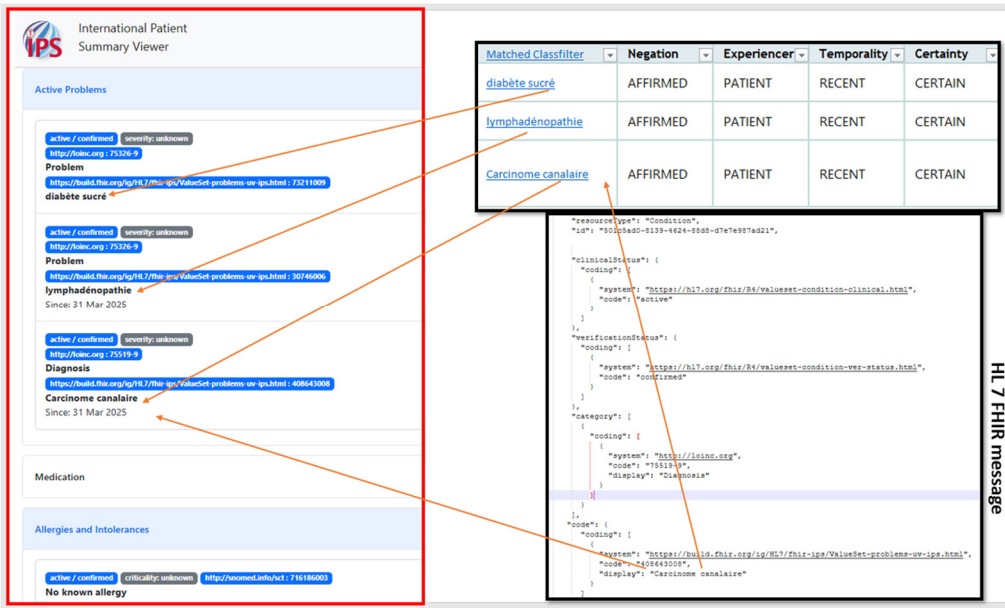 International Patient
Summary Viewer
IPS
Active Problems
active / confirmed severity: unknown
http://loinc.org : 75326-9
Problem
https://build.fhir.org/ig/HL7/fhir-ips/ValueSet-problems-uv-ips.html : 73211009
diabète sucré
active / confirmed severity: unknown
http://loinc.org : 75326-9
Problem
https://build.fhir.org/ig/HL7/fhir-ips/ValueSet-problems-uv-ips.html : 30746006
lymphadénopathie
Since: 31 Mar 2025
active / confirmed severity: unknown
http://loinc.org : 75519-9
Diagnosis
https://build.fhir.org/ig/HL7/fhir-ips/ValueSet-problems-uv-ips.html : 408643008
Carcinome canalaire
Since: 31 Mar 2025
Medication
Allergies and Intolerances
active / confirmed criticality: unknown http://snomed.info/sct : 716186003
No known allergy
Matched Classfilter Negation Experiencer Temporality Certainty
diabète sucré AFFIRMED PATIENT RECENT CERTAIN
lymphadénopathie AFFIRMED PATIENT RECENT CERTAIN
Carcinome canalaire AFFIRMED PATIENT RECENT CERTAIN
"resourceType": "Condition",
"id": "501c5ad0-8139-4624-88d8-d7e7e987ad21",
"clinicalStatus": {
"coding": [
{
"system": "https://hl7.org/fhir/R4/valueset-condition-clinical.html",
"code": "active"
}
]
},
"verificationStatus": {
"coding": [
{
"system": "https://hl7.org/fhir/R4/valueset-condition-ver-status.html",
"code": "confirmed"
}
]
},
"category": [
{
"coding": [
{
"system": "http://loinc.org",
"code": "75519-9",
"display": "Diagnosis"
}
]
}
],
"code": {
"coding": [
{
"system": "https://build.fhir.org/ig/HL7/fhir-ips/ValueSet-problems-uv-ips.html",
"code": "408643008",
"display": "Carcinome canalaire"
}
]
HL 7 FHIR message